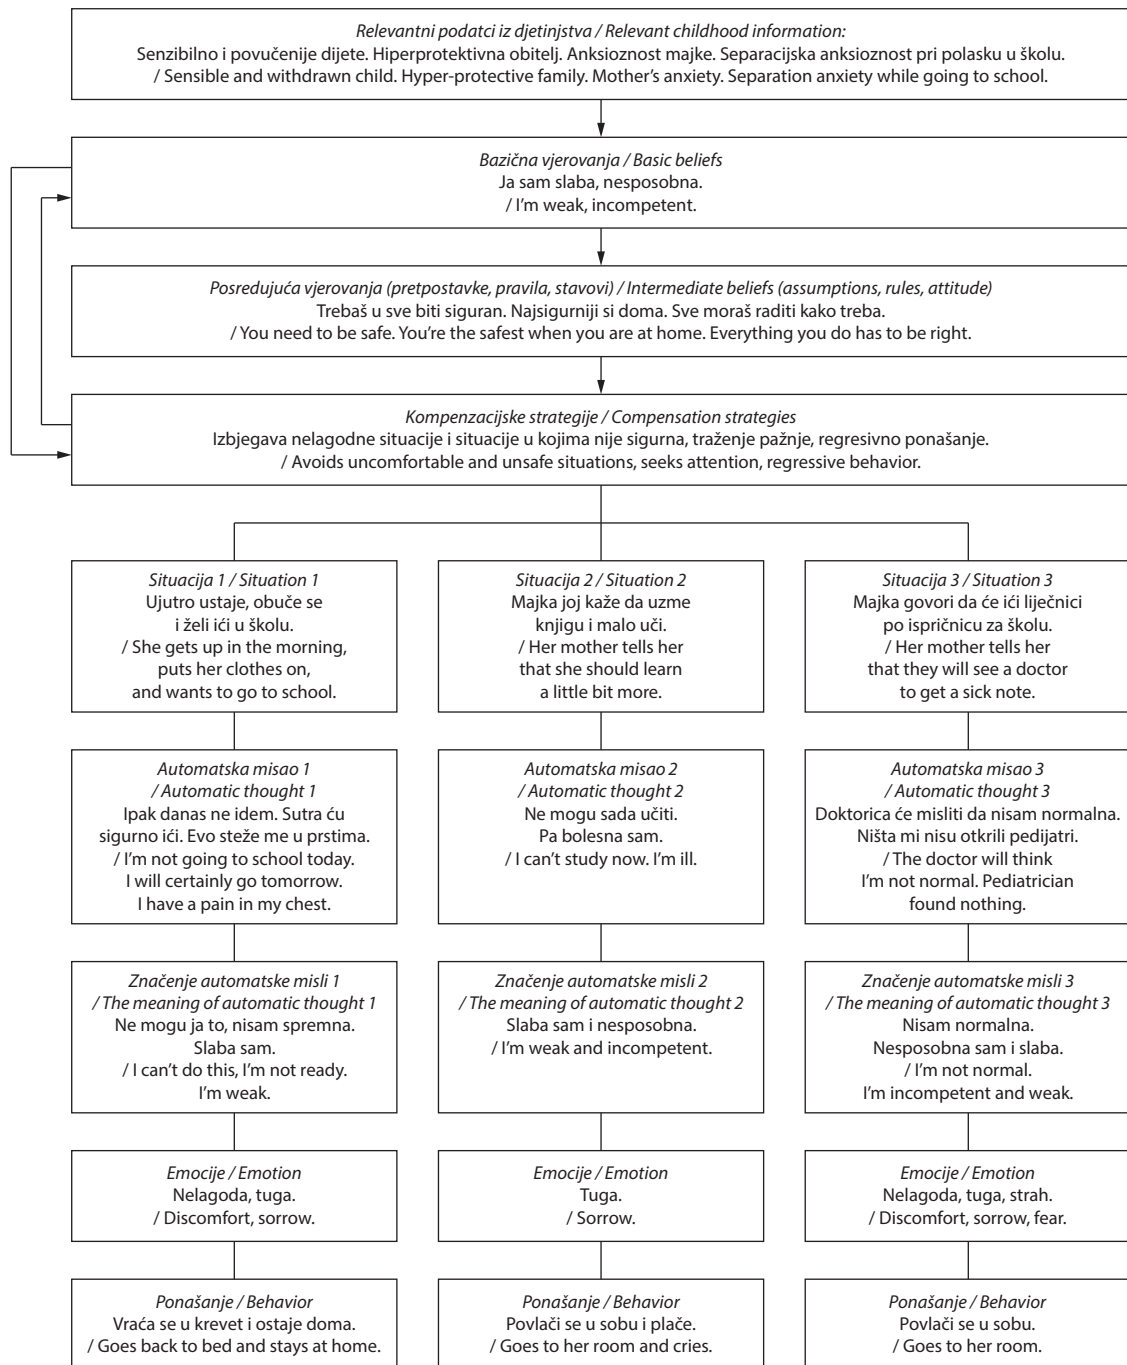 Relevantni podatci iz djetinjstva / Relevant childhood information:
Senzibilno i povučenije dijete. Hiperprotektivna obitelj. Anksioznost majke. Separacijska anksioznost pri polasku u školu.
/ Sensible and withdrawn child. Hyper-protective family. Mother's anxiety. Separation anxiety while going to school.
Bazična vjerovanja / Basic beliefs
Ja sam slaba, nesposobna.
/ I'm weak, incompetent.
Posredujuća vjerovanja (pretpostavke, pravila, stavovi) / Intermediate beliefs (assumptions, rules, attitude)
Trebaš u sve biti siguran. Najsigurniji si doma. Sve moraš raditi kako treba.
/ You need to be safe. You're the safest when you are at home. Everything you do has to be right.
Kompenzacijske strategije / Compensation strategies
Izbjegava nelagodne situacije i situacije u kojima nije sigurna, traženje pažnje, regresivno ponašanje.
/ Avoids uncomfortable and unsafe situations, seeks attention, regressive behavior.
Situacija 1 / Situation 1
Ujutro ustaje, obuče se
i želi ići u školu.
/ She gets up in the morning,
puts her clothes on,
and wants to go to school.
Situacija 2 / Situation 2
Majka joj kaže da uzme
knjigu i malo uči.
/ Her mother tells her
that she should learn
a little bit more.
Situacija 3 / Situation 3
Majka govori da će ići liječnici
po ispričnicu za školu.
/ Her mother tells her
that they will see a doctor
to get a sick note.
Automatska misao 1
/ Automatic thought 1
Ipak danas ne idem. Sutra ću
sigurno ići. Evo steže me u prstima.
/ I'm not going to school today.
I will certainly go tomorrow.
I have a pain in my chest.
Automatska misao 2
/ Automatic thought 2
Ne mogu sada učiti.
Pa bolesna sam.
/ I can't study now. I'm ill.
Automatska misao 3
/ Automatic thought 3
Doktorica će misliti da nisam normalna.
Ništa mi nisu otkrili pedijatri.
/ The doctor will think
I'm not normal. Pediatrician
found nothing.
Značenje automatske misli 1
/ The meaning of automatic thought 1
Ne mogu ja to, nisam spremna.
Slaba sam.
/ I can't do this, I'm not ready.
I'm weak.
Značenje automatske misli 2
/ The meaning of automatic thought 2
Slaba sam i nesposobna.
/ I'm weak and incompetent.
Značenje automatske misli 3
/ The meaning of automatic thought 3
Nisam normalna.
Nesposobna sam i slaba.
/ I'm not normal.
I'm incompetent and weak.
Emocije / Emotion
Nelagoda, tuga.
/ Discomfort, sorrow.
Emocije / Emotion
Tuga.
/ Sorrow.
Emocije / Emotion
Nelagoda, tuga, strah.
/ Discomfort, sorrow, fear.
Ponašanje / Behavior
Vraća se u krevet i ostaje doma.
/ Goes back to bed and stays at home.
Ponašanje / Behavior
Povlači se u sobu i plače.
/ Goes to her room and cries.
Ponašanje / Behavior
Povlači se u sobu.
/ Goes to her room.